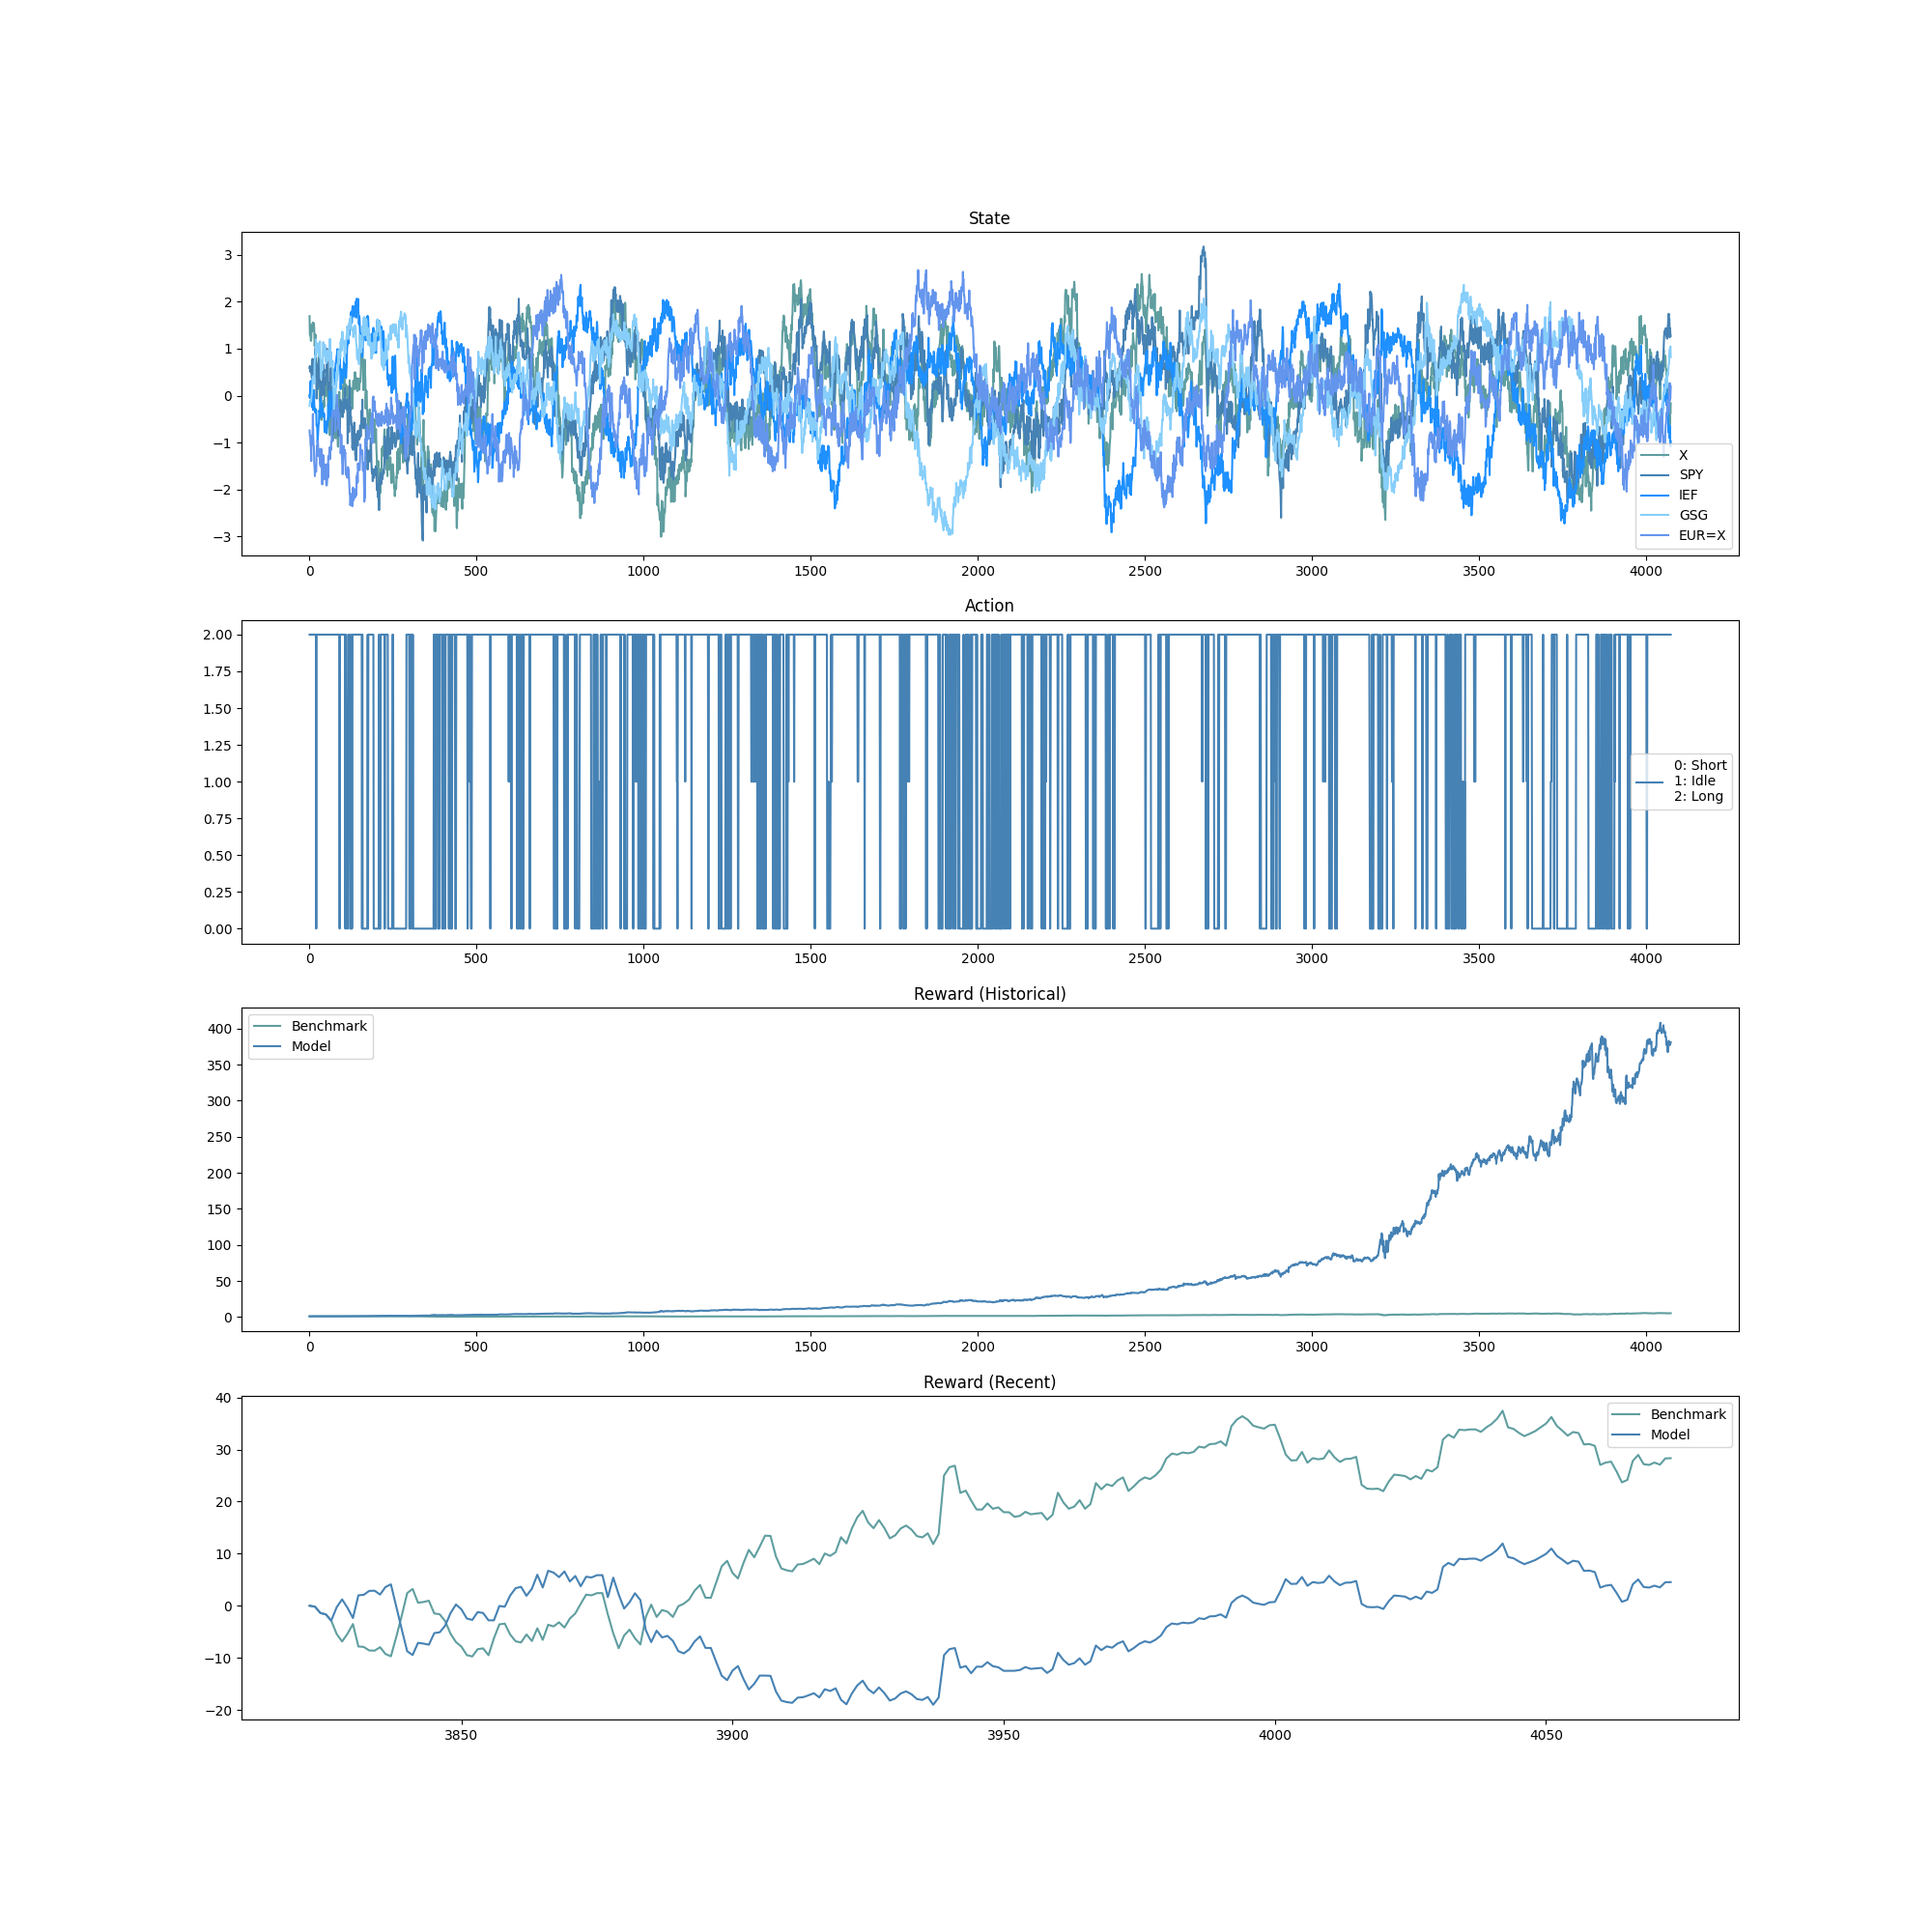 State
3
2
1
0
−1
−2
−3
X
SPY
IEF
GSG
EUR=X
0 500 1000 1500 2000 2500 3000 3500 4000
Action
2.00
1.75
1.50
1.25
1.00
0.75
0.50
0.25
0.00
0: Short
1: Idle
2: Long
0 500 1000 1500 2000 2500 3000 3500 4000
Reward (Historical)
Benchmark
Model
400
350
300
250
200
150
100
50
0
0 500 1000 1500 2000 2500 3000 3500 4000
Reward (Recent)
40
30
20
10
0
−10
−20
Benchmark
Model
3850 3900 3950 4000 4050